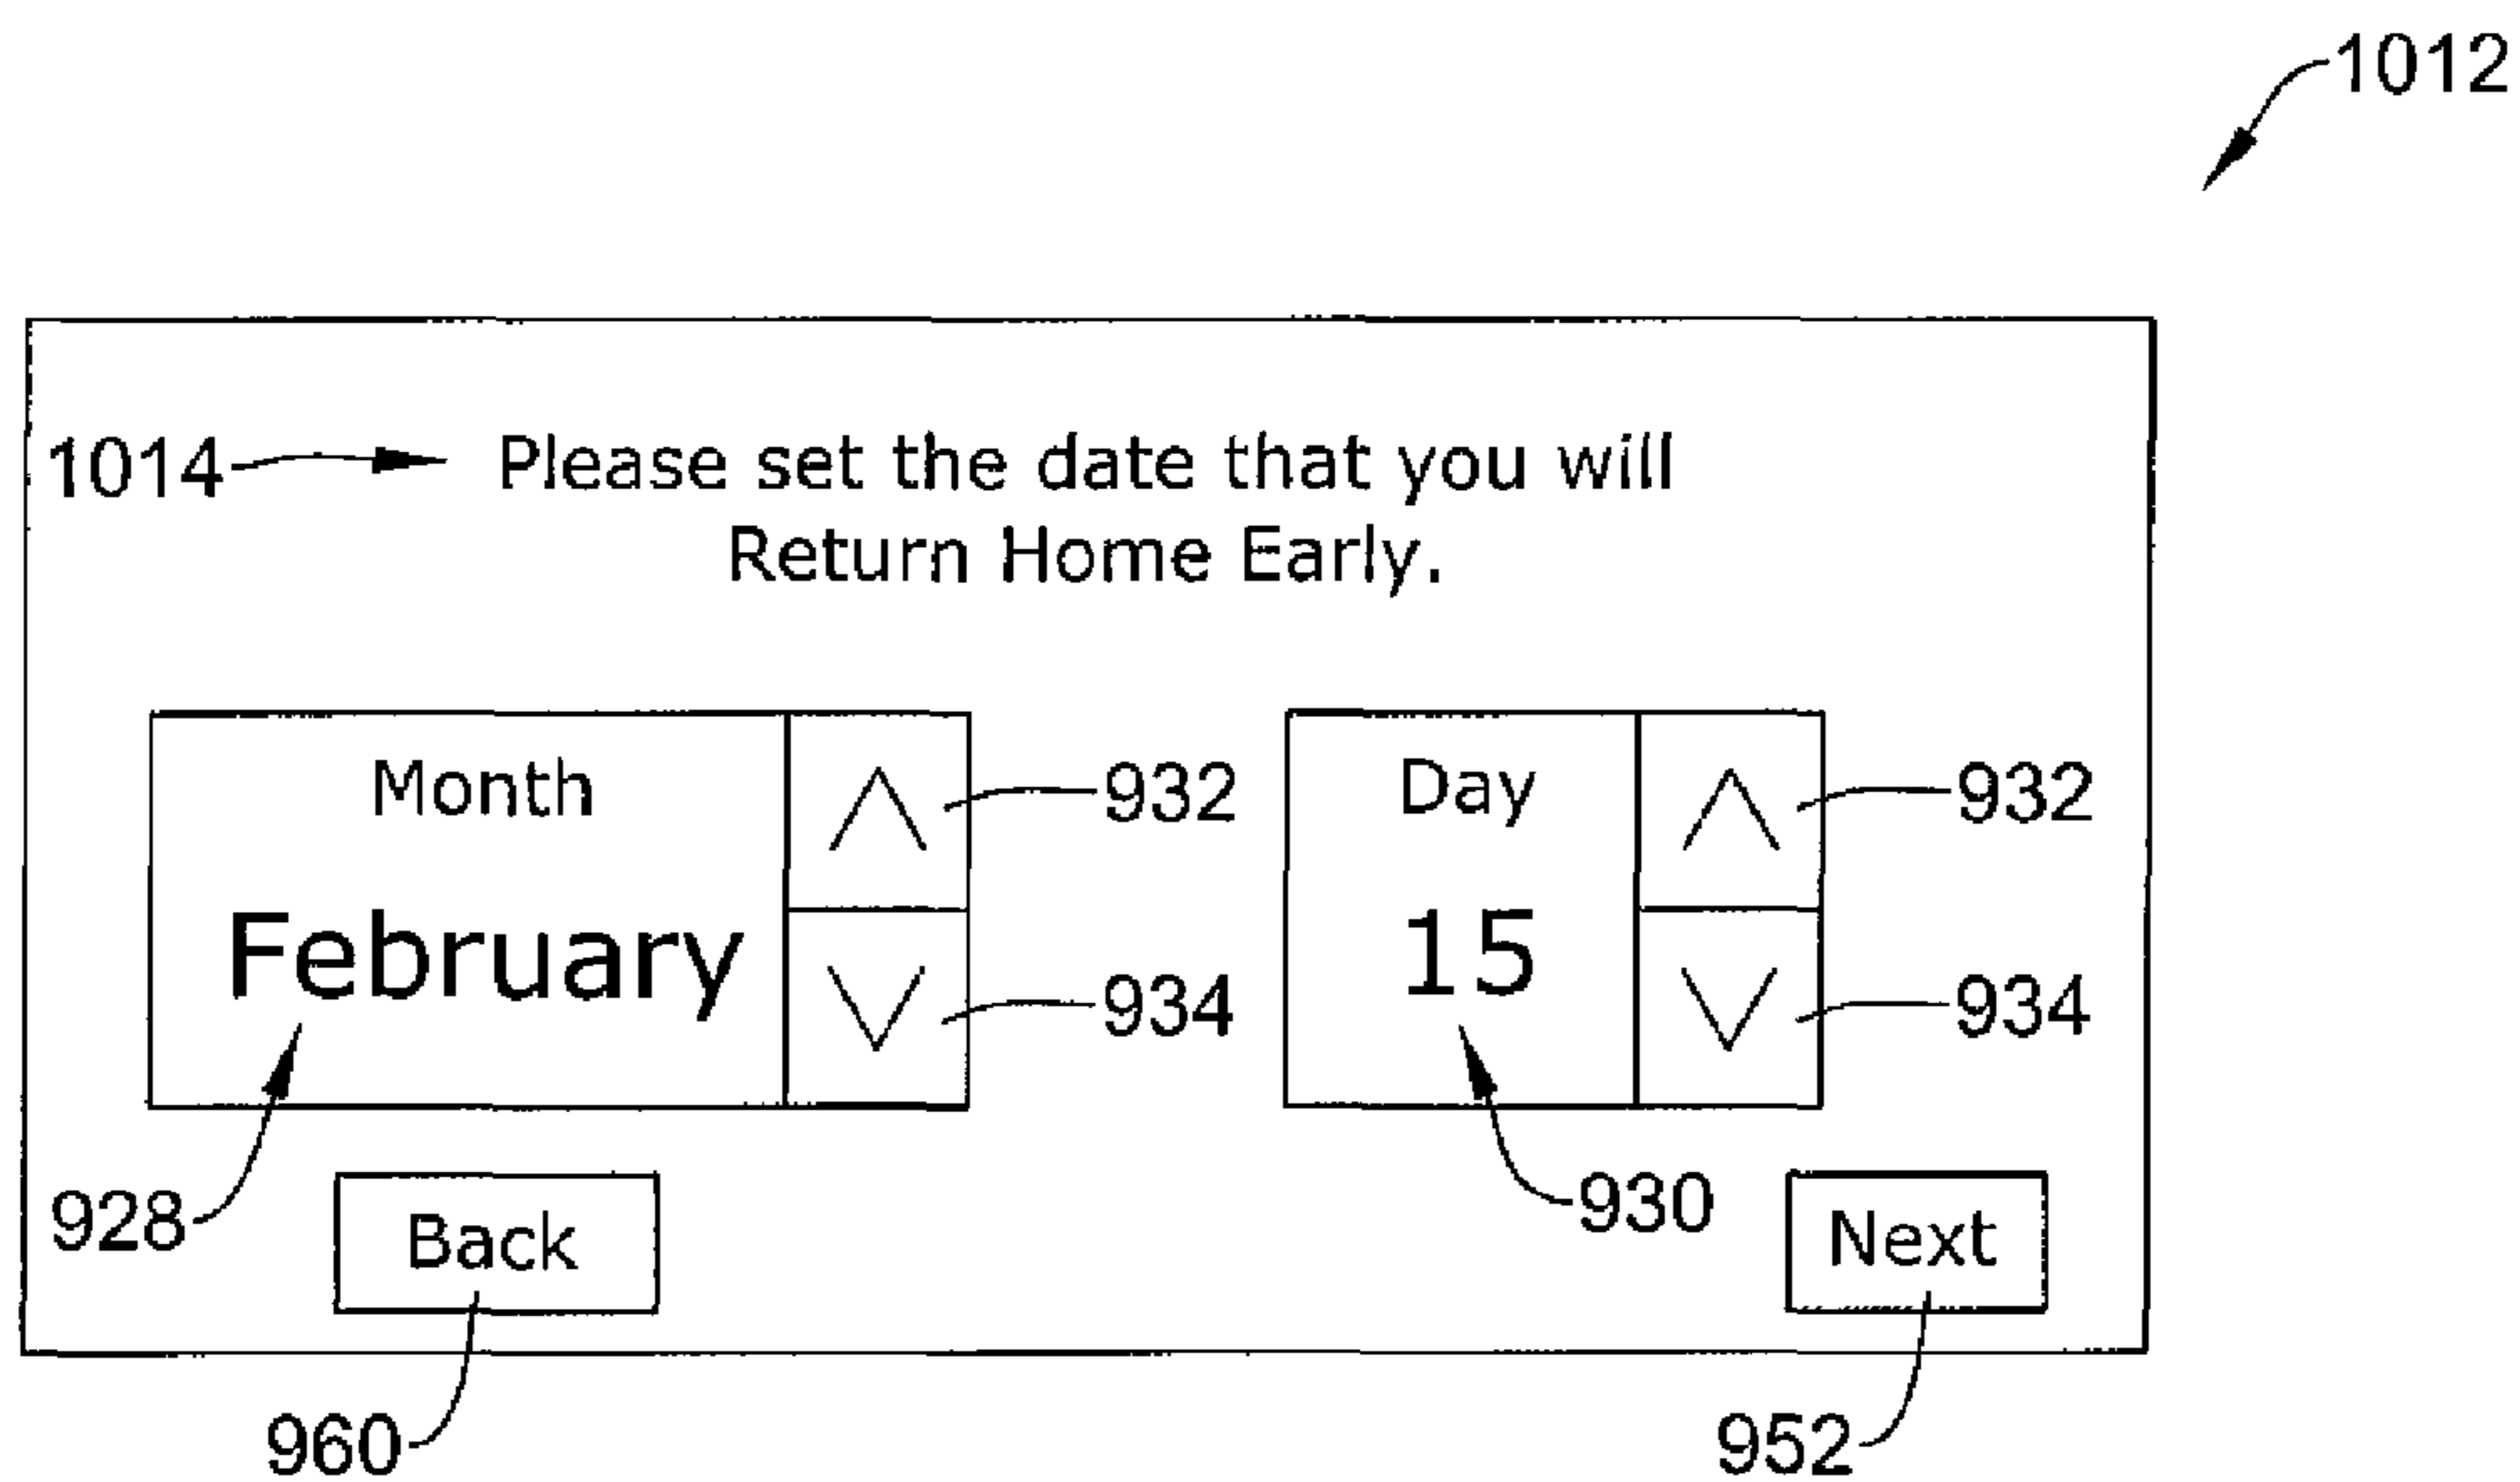 1012
1014 Please set the date that you will
Return Home Early.
Month 932 Day 932
February 934 15 934
928 Back 930 Next
960 952